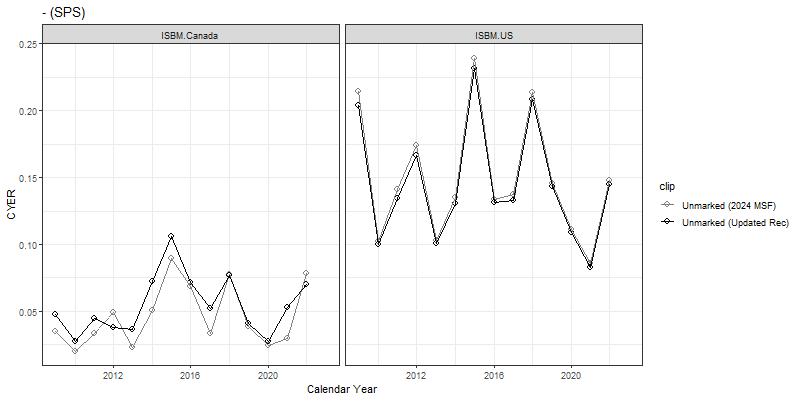 - (SPS)
ISBM.Canada
ISBM.US
0.25
0.20
0.15
0.10
0.05
CYER
2012
2016
2020
2012
2016
2020
Calendar Year
clip
Unmarked (2024 MSF)
Unmarked (Updated Rec)